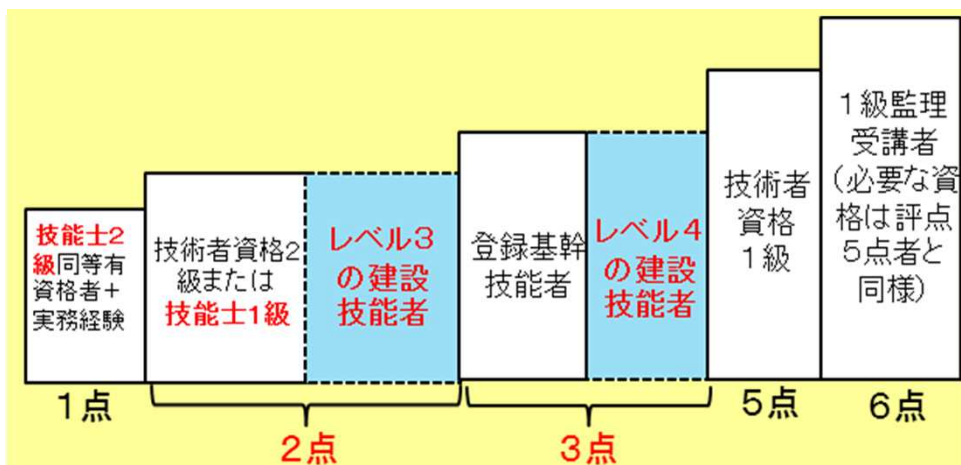 技能士2
級同等有
資格者+
実務経験
1点
技術者資格2
級または
技能士1級
レベル3
の建設
技能者
2点
登録基幹
技能者
レベル4
の建設
技能者
3点
技術者
資格
1級
5点
1級監理
受講者
(必要な資
格は評点
5点者と
同様)
6点